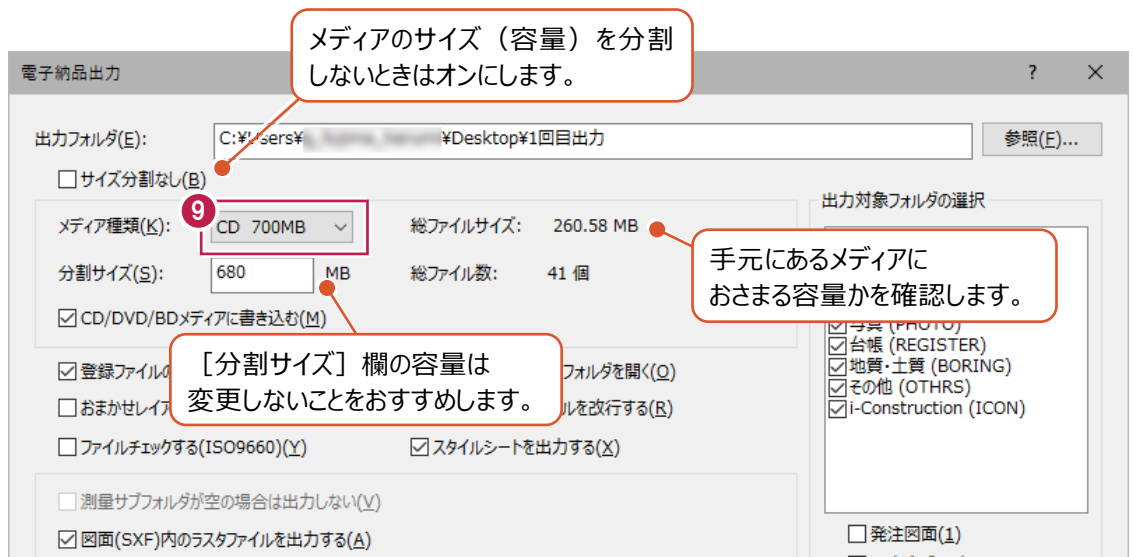 メディアのサイズ（容量）を分割
しないときはオンにします。
電子納品出力
?
×
出力フォルダ(E):
C:¥Users¥
¥Desktop¥1回目出力
参照(F)...
サイズ分割なし(B)
9
メディア種類(K):
CD 700MB
総ファイルサイズ:
260.58 MB
出力対象フォルダの選択
手元にあるメディアに
おさまる容量かを確認します。
分割サイズ(S):
680
MB
総ファイル数:
41 個
CD/DVD/BDメディアに書き込む(M)
［分割サイズ］欄の容量は
変更しないことをおすすめします。
写真 (PHOTO)
台帳 (REGISTER)
地質・土質 (BORING)
その他 (OTHRS)
i-Construction (ICON)
登録ファイルの
フォルダを開く(O)
おまかせレイア
ルを改行する(R)
ファイルチェックする(ISO9660)(Y)
スタイルシートを出力する(X)
測量サブフォルダが空の場合は出力しない(V)
図面(SXF)内のラスタファイルを出力する(A)
発注図面(1)